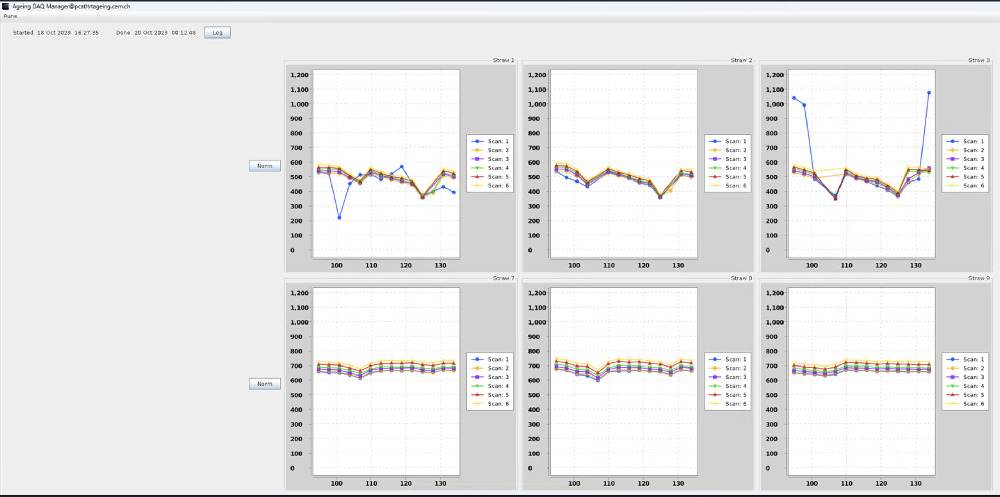 Ageing DAQ Manager@pcatltrtageing.cern.ch
Runs
Started 18 Oct 2023 16:27:35 Done 20 Oct 2023 00:12:48 Log
Norm
Straw 1
1,200
1,100
1,000
900
800
700
600
500
400
300
200
100
0
100 110 120 130
Scan: 1
Scan: 2
Scan: 3
Scan: 4
Scan: 5
Scan: 6
Straw 2
1,200
1,100
1,000
900
800
700
600
500
400
300
200
100
0
100 110 120 130
Scan: 1
Scan: 2
Scan: 3
Scan: 4
Scan: 5
Scan: 6
Straw 3
1,200
1,100
1,000
900
800
700
600
500
400
300
200
100
0
100 110 120 130
Scan: 1
Scan: 2
Scan: 3
Scan: 4
Scan: 5
Scan: 6
Norm
Straw 7
1,200
1,100
1,000
900
800
700
600
500
400
300
200
100
0
100 110 120 130
Scan: 1
Scan: 2
Scan: 3
Scan: 4
Scan: 5
Scan: 6
Straw 8
1,200
1,100
1,000
900
800
700
600
500
400
300
200
100
0
100 110 120 130
Scan: 1
Scan: 2
Scan: 3
Scan: 4
Scan: 5
Scan: 6
Straw 9
1,200
1,100
1,000
900
800
700
600
500
400
300
200
100
0
100 110 120 130
Scan: 1
Scan: 2
Scan: 3
Scan: 4
Scan: 5
Scan: 6